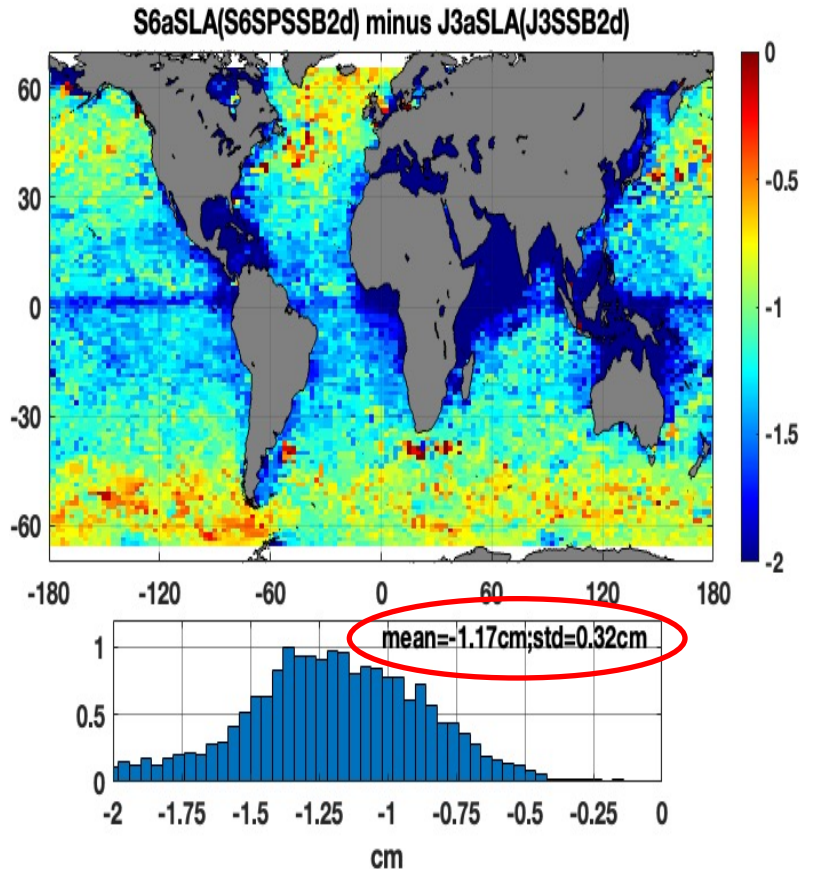 S6aSLA(S6SPSSB2d) minus J3aSLA(J3SSB2d)
60
30
0
-30
-60
-180 -120 -60 0 60 120 180
0
-0.5
-1
-1.5
-2
mean=-1.17cm;std=0.32cm
1
0.5
0
-2 -1.75 -1.5 -1.25 -1 -0.75 -0.5 -0.25 0
cm